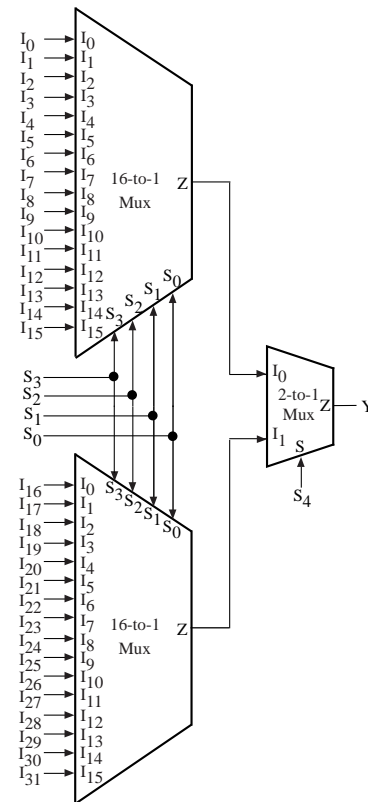 I0 I0
I1 I1
I2 I2
I3 I3
I4 I4
I5 I5
I6 I6
I7 I7
I8 I8
I9 I9
I10 I10
I11 I11
I12 I12
I13 I13
I14 I14
I15 I15
16-to-1
Mux
Z
S3 S2 S1 S0
S3
S2
S1
S0
I0
I1
2-to-1
Mux
Z
Y
S
S4
S3 S2 S1 S0
I16 I0
I17 I1
I18 I2
I19 I3
I20 I4
I21 I5
I22 I6
I23 I7
I24 I8
I25 I9
I26 I10
I27 I11
I28 I12
I29 I13
I30 I14
I31 I15
16-to-1
Mux
Z